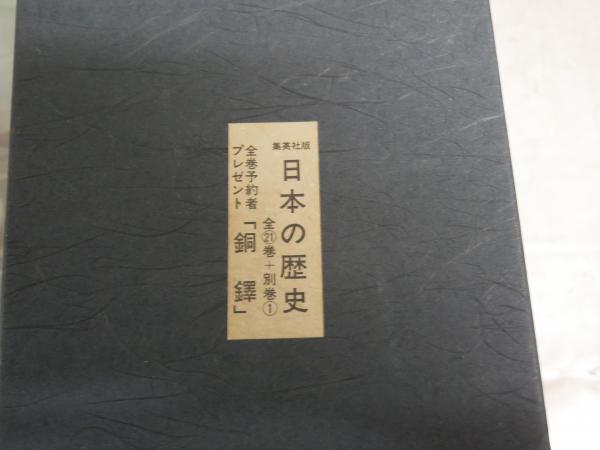 集英社版
日本の歴史
全㉑巻+別巻①
全巻予約者
プレゼント
「銅鐸」